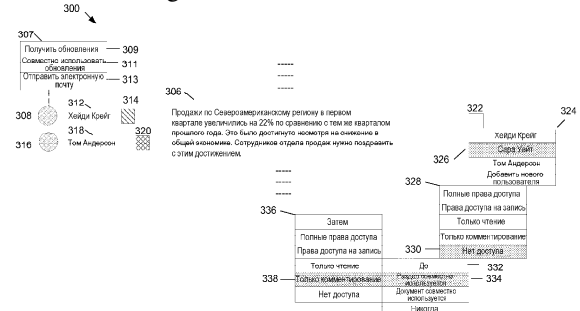 300
307
Получить обновления
309
Совместно использовать
обновления
311
Отправить электронную
почту
313
308
312
Хейди Крейг
314
316
318
Том Андерсон
320
306
Продажи по Североамериканскому региону в первом
квартале увеличились на 22% по сравнению с тем же кварталом
прошлого года. Это было достигнуто несмотря на снижение в
общей экономике. Сотрудников отдела продаж нужно поздравить
с этим достижением.
322
324
Хейди Крейг
326
Сара Уайт
Том Андерсон
Добавить нового
пользователя
328
Полные права доступа
Права доступа на запись
Только чтение
Только комментирование
330
Нет доступа
336
Затем
Полные права доступа
Права доступа на запись
Только чтение
До
332
338
Только комментирование
Раздел совместно
используется
334
Нет доступа
Документ совместно
используется
Никогда